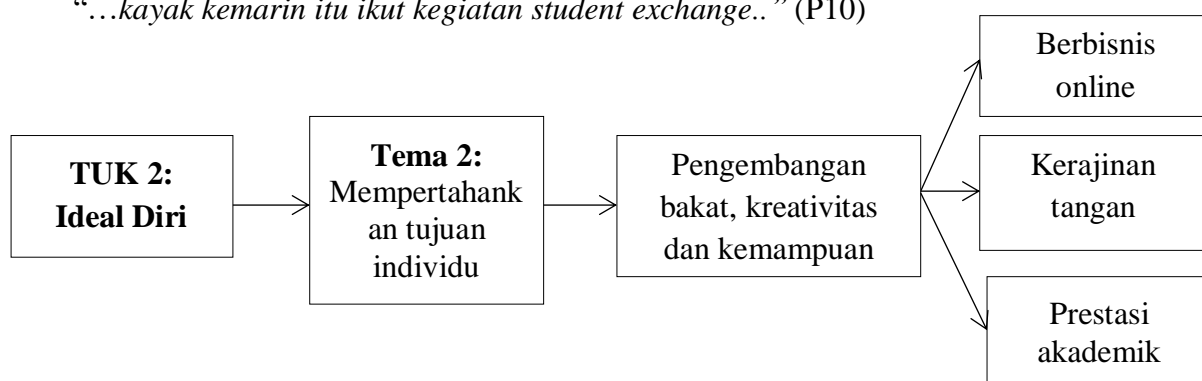 “…kayak kemarin itu ikut kegiatan student exchange..” (P10)
TUK 2:
Ideal Diri
Tema 2:
Mempertahank
an tujuan
individu
Pengembangan
bakat, kreativitas
dan kemampuan
Berbisnis
online
Kerajinan
tangan
Prestasi
akademik